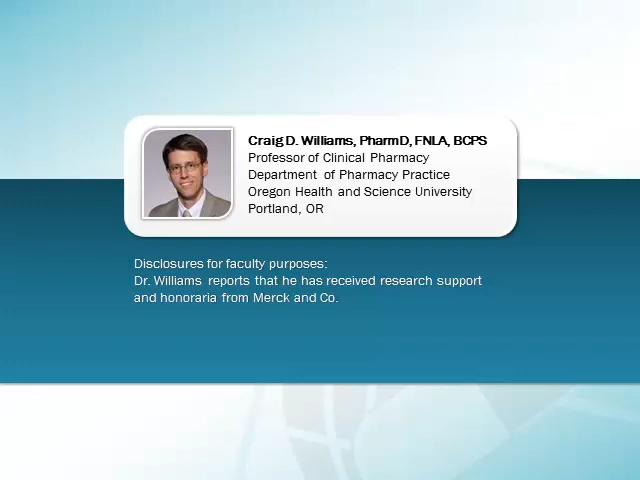 Craig D. Williams, PharmD, FNLA, BCPS
Professor of Clinical Pharmacy
Department of Pharmacy Practice
Oregon Health and Science University
Portland, OR
Disclosures for faculty purposes:
Dr. Williams reports that he has received research support
and honoraria from Merck and Co.